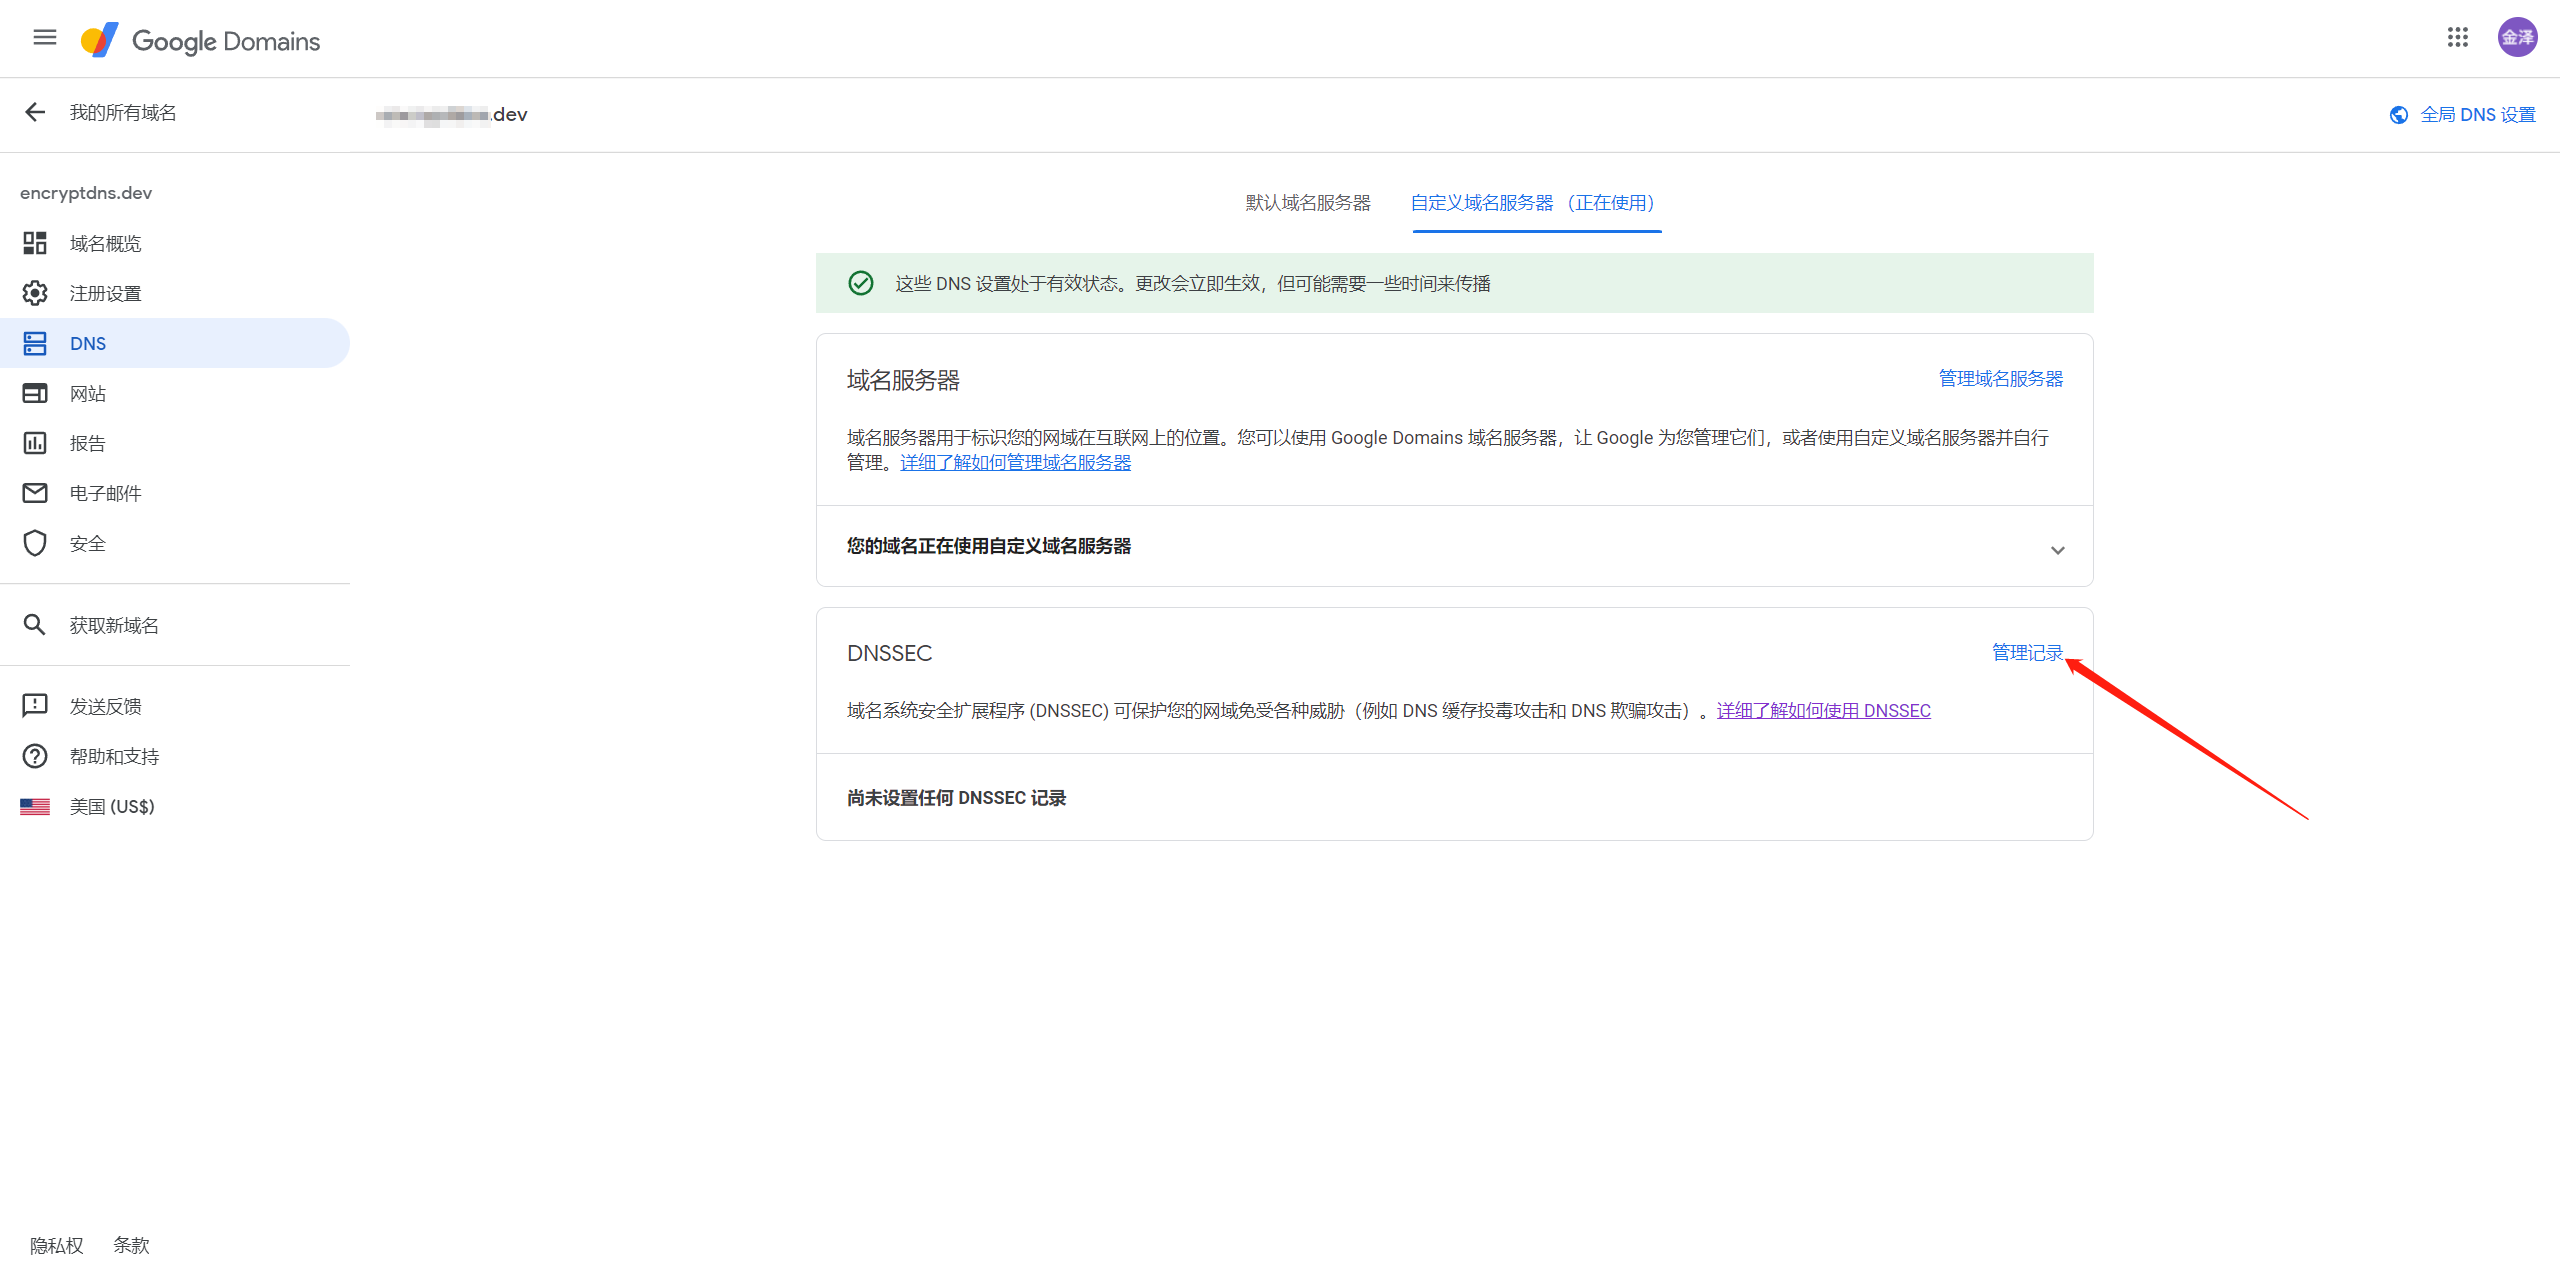 Google Domains
金泽
我的所有域名
.dev
全局 DNS 设置
encryptdns.dev
域名概览
注册设置
DNS
网站
报告
电子邮件
安全
获取新域名
发送反馈
帮助和支持
美国 (US$)
默认域名服务器
自定义域名服务器 （正在使用）
这些 DNS 设置处于有效状态。更改会立即生效，但可能需要一些时间来传播
域名服务器
管理域名服务器
域名服务器用于标识您的网域在互联网上的位置。您可以使用 Google Domains 域名服务器，让 Google 为您管理它们，或者使用自定义域名服务器并自行
管理。详细了解如何管理域名服务器
您的域名正在使用自定义域名服务器
DNSSEC
管理记录
域名系统安全扩展程序 (DNSSEC) 可保护您的网域免受各种威胁（例如 DNS 缓存投毒攻击和 DNS 欺骗攻击）。详细了解如何使用 DNSSEC
尚未设置任何 DNSSEC 记录
隐私权
条款